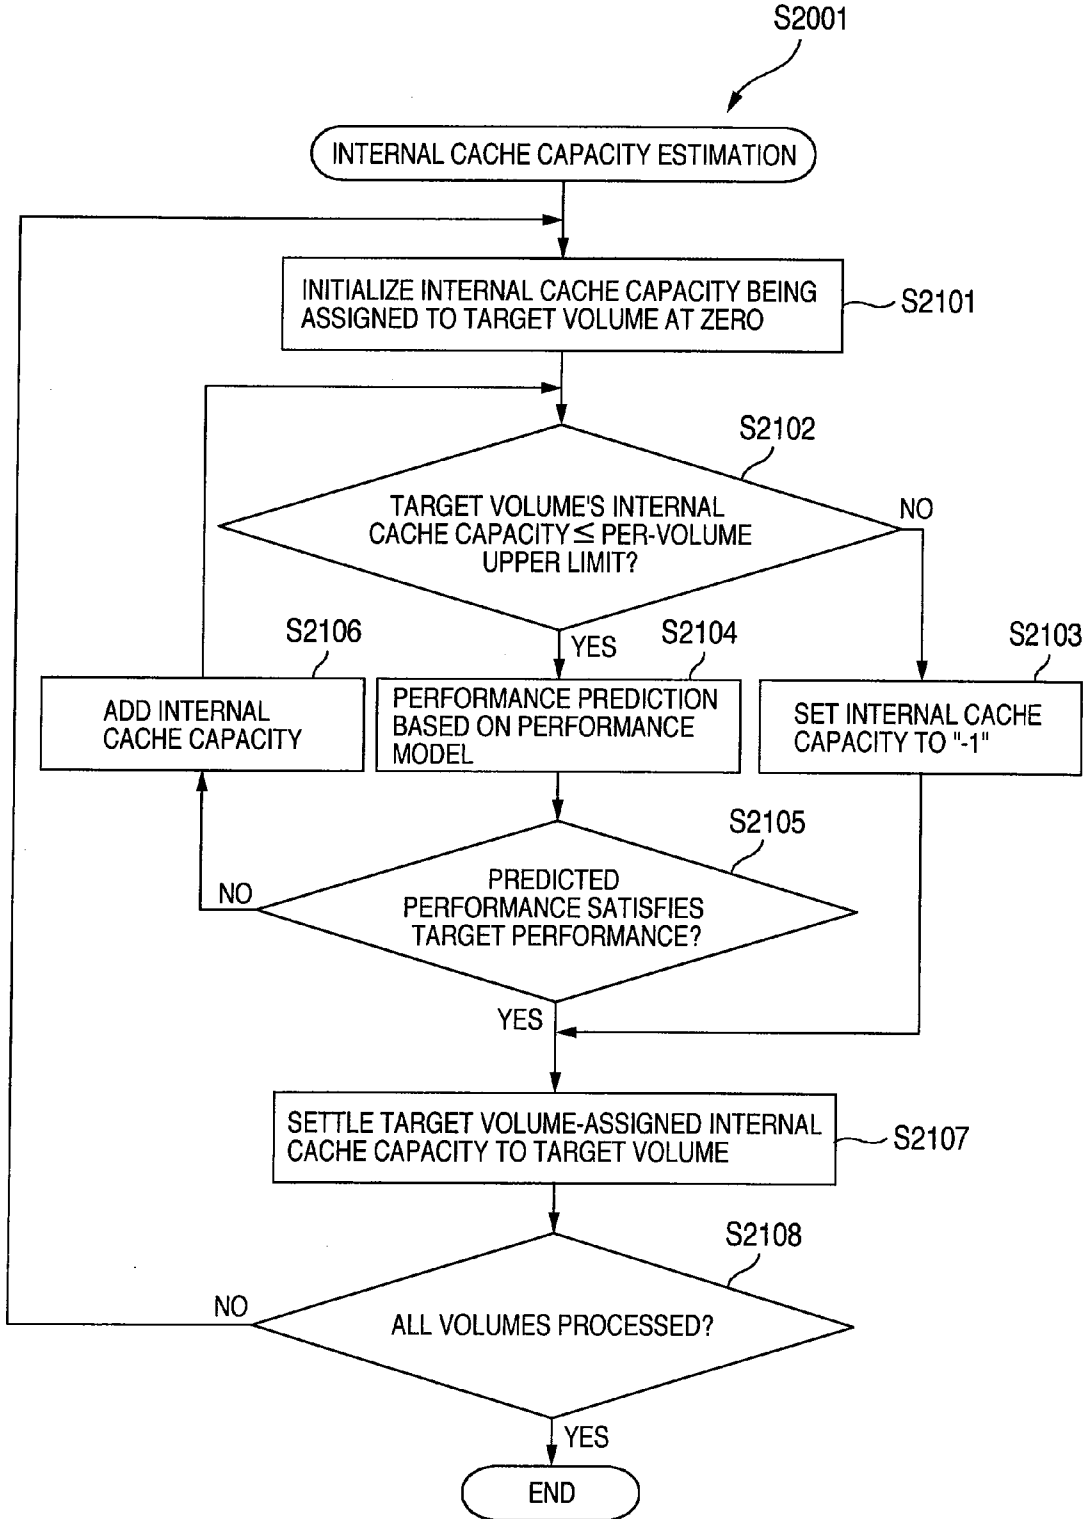 S2001
INTERNAL CACHE CAPACITY ESTIMATION
INITIALIZE INTERNAL CACHE CAPACITY BEING
ASSIGNED TO TARGET VOLUME AT ZERO
S2101
S2102
TARGET VOLUME'S INTERNAL
CACHE CAPACITY ≤ PER-VOLUME
UPPER LIMIT?
NO
YES
S2106
S2104
S2103
ADD INTERNAL
CACHE CAPACITY
PERFORMANCE PREDICTION
BASED ON PERFORMANCE
MODEL
SET INTERNAL CACHE
CAPACITY TO "-1"
S2105
PREDICTED
PERFORMANCE SATISFIES
TARGET PERFORMANCE?
NO
YES
SETTLE TARGET VOLUME-ASSIGNED INTERNAL
CACHE CAPACITY TO TARGET VOLUME
S2107
S2108
NO
ALL VOLUMES PROCESSED?
YES
END